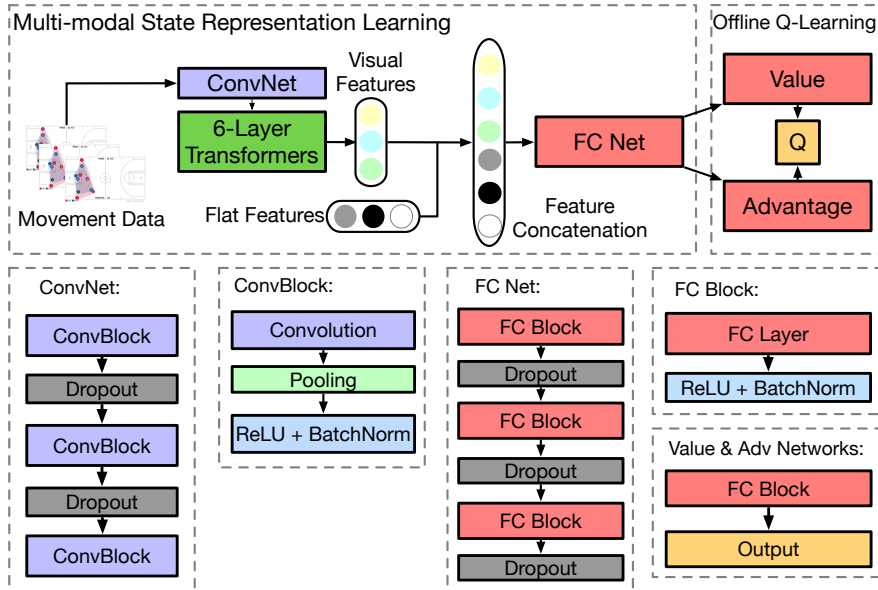 Multi-modal State Representation Learning
Offline Q-Learning
ConvNet
Visual
Features
6-Layer
Transformers
FC Net
Value
Q
Advantage
Movement Data
Flat Features
Feature
Concatenation
ConvNet:
ConvBlock
Dropout
ConvBlock
Dropout
ConvBlock
ConvBlock:
Convolution
Pooling
ReLU + BatchNorm
FC Net:
FC Block
Dropout
FC Block
Dropout
FC Block
Dropout
FC Block:
FC Layer
ReLU + BatchNorm
Value & Adv Networks:
FC Block
Output